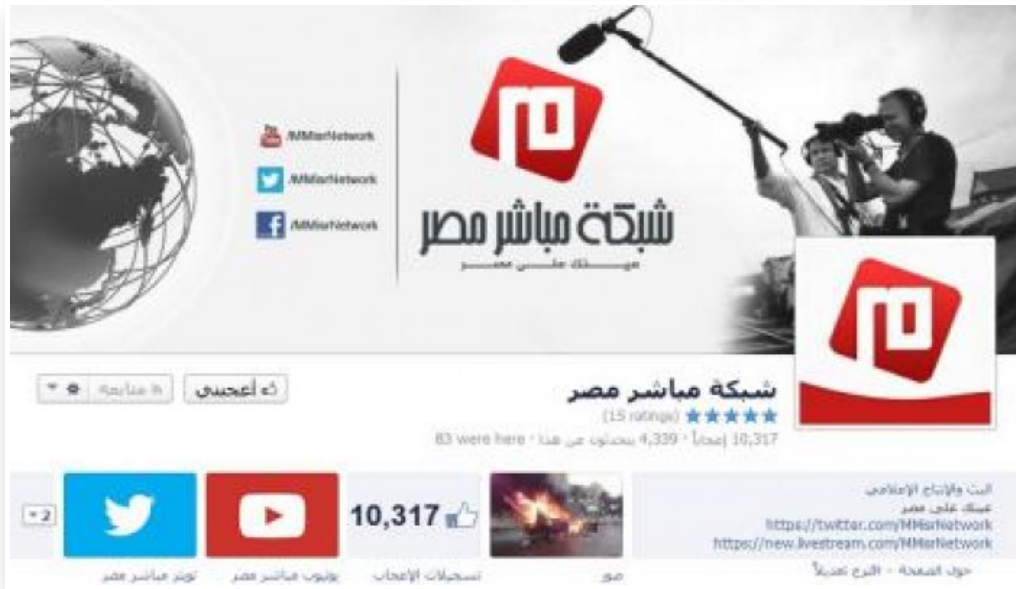 /MMisrNetwork
/MMisrNetwork
/MMisrNetwork
شبكة مباشر مصر
عينك على مصر
شبكة مباشر مصر
(15 ratings)
10,317 إعجاباً · 4,339 يتحدثون عن هذا · 83 were here
أعجبني
متابعة
البث والإنتاج الإعلامي
عينك على مصر
https://twitter.com/MMisrNetwork
https://new.livestream.com/MMisrNetwork
حول الصفحة - اقترح تعديلاً
صور
10,317
تسجيلات الإعجاب
يوتيوب مباشر مصر
تويتر مباشر مصر
2